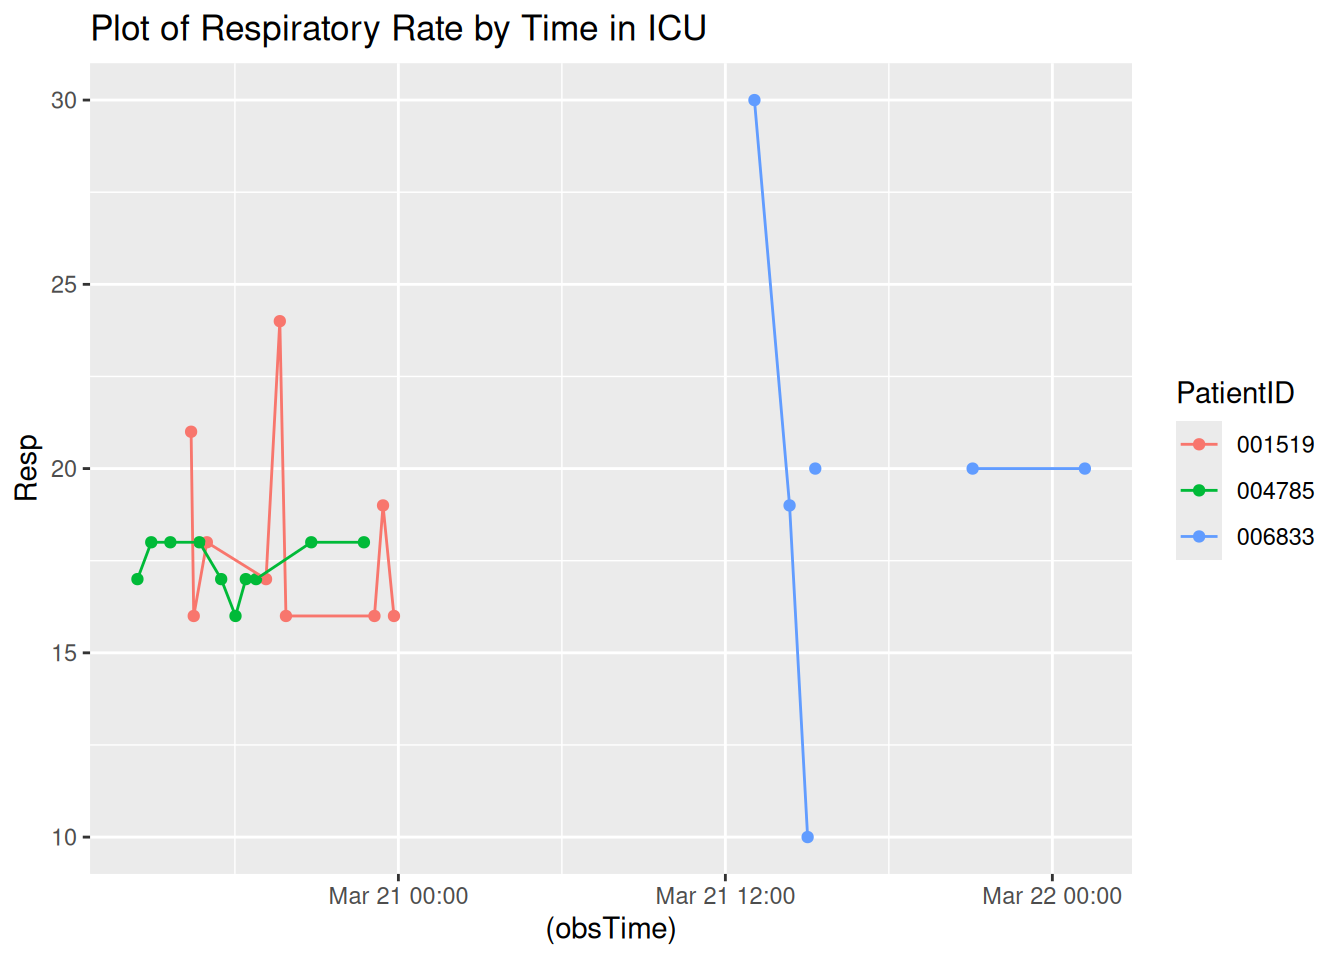 Plot of Respiratory Rate by Time in ICU
30
25
20
15
10
Resp
Mar 21 00:00
Mar 21 12:00
Mar 22 00:00
(obsTime)
PatientID
001519
004785
006833